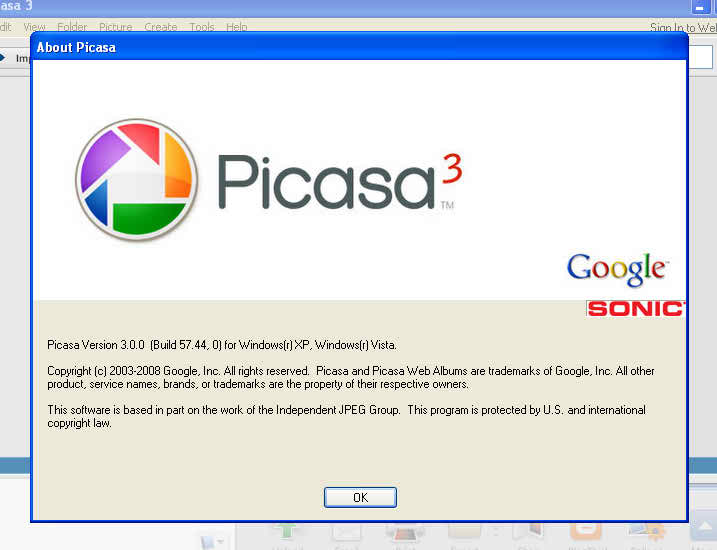 asa 3
dit View Folder Picture Create Tools Help
Sign In to Wel
Im
About Picasa
Picasa 3 TM
Google
SONIC
Picasa Version 3.0.0 (Build 57.44, 0) for Windows(r) XP, Windows(r) Vista.
Copyright (c) 2003-2008 Google, Inc. All rights reserved. Picasa and Picasa Web Albums are trademarks of Google, Inc. All other
product, service names, brands, or trademarks are the property of their respective owners.
This software is based in part on the work of the Independent JPEG Group. This program is protected by U.S. and international
copyright law.
OK